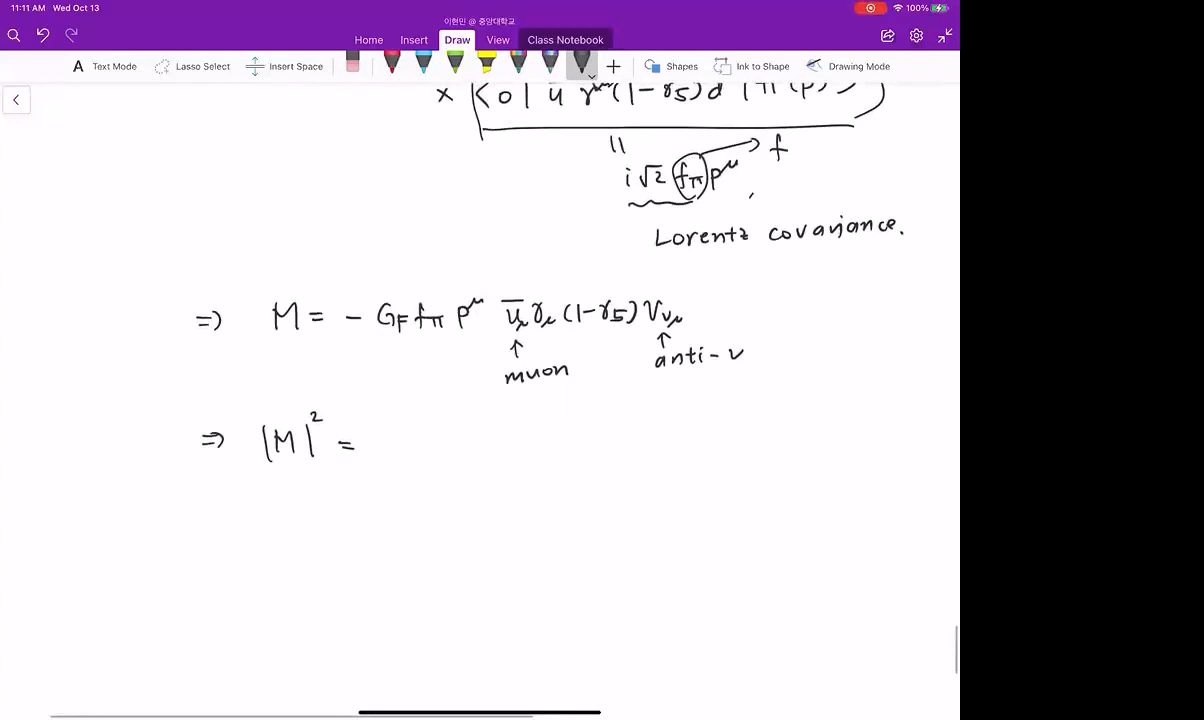 11:11 AM Wed Oct 13
100%
이현민 @ 중앙대학교
Home Insert Draw View Class Notebook
A Text Mode Lasso Select Insert Space Shapes Ink to Shape Drawing Mode
× ⟨0| ū γ^μ (1-γ5) d |π (p)⟩
" f
i√2 fπ p^μ
Lorentz covariance.
⇒ M = - GF fπ p^μ ū_μ γ_μ (1-γ5) V_νμ
↑ ↑
muon anti-ν
⇒ |M|² =